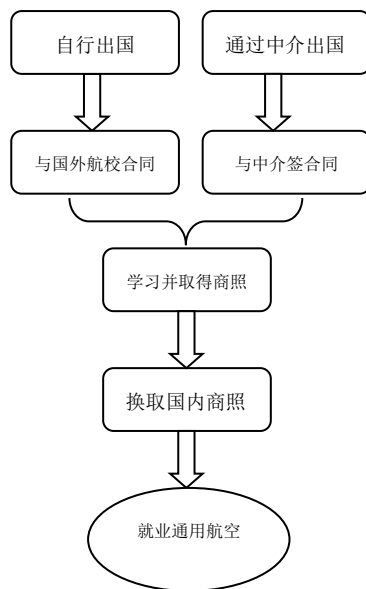 自行出国
通过中介出国
与国外航校合同
与中介签合同
学习并取得商照
换取国内商照
就业通用航空